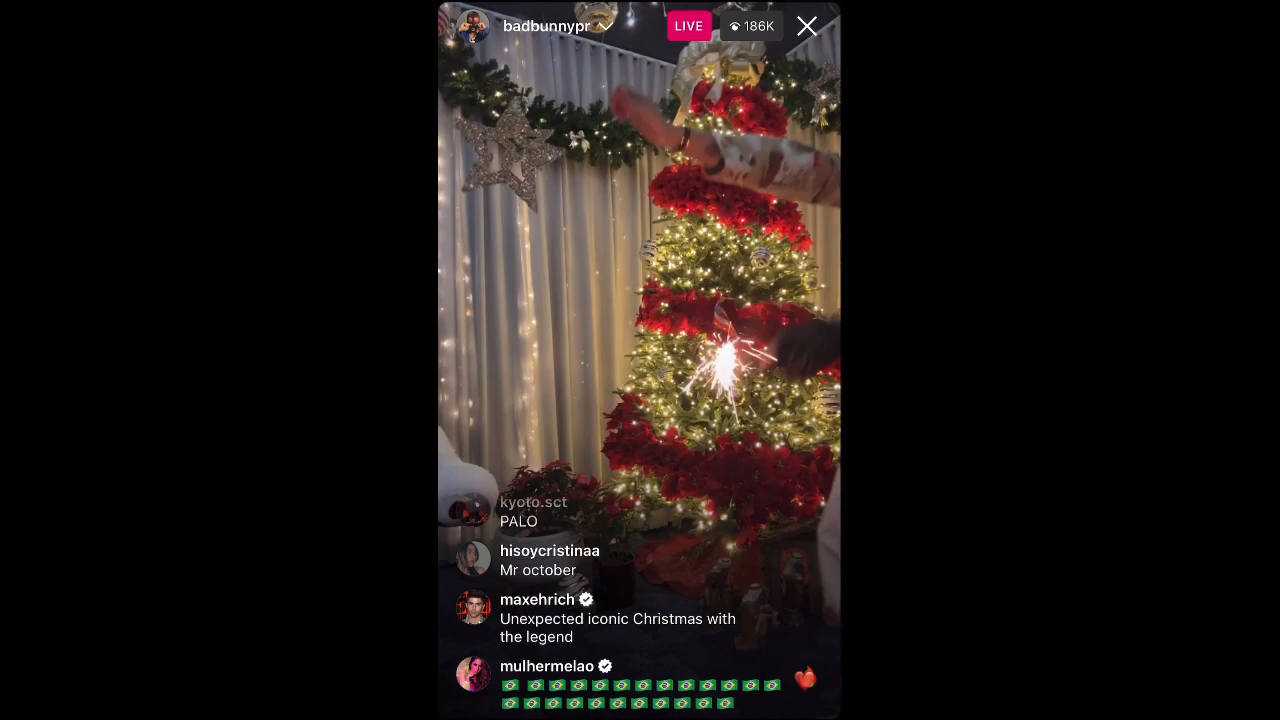 badbunnypr
LIVE
186K
kyoto.sct
PALO
hisoycristinaa
Mr october
maxehrich
Unexpected iconic Christmas with
the legend
mulhermelao
🇧🇷 🇧🇷 🇧🇷 🇧🇷 🇧🇷 🇧🇷 🇧🇷 🇧🇷 🇧🇷 🇧🇷 🇧🇷 🇧🇷 🇧🇷
🇧🇷 🇧🇷 🇧🇷 🇧🇷 🇧🇷 🇧🇷 🇧🇷 🇧🇷 🇧🇷 🇧🇷 🇧🇷